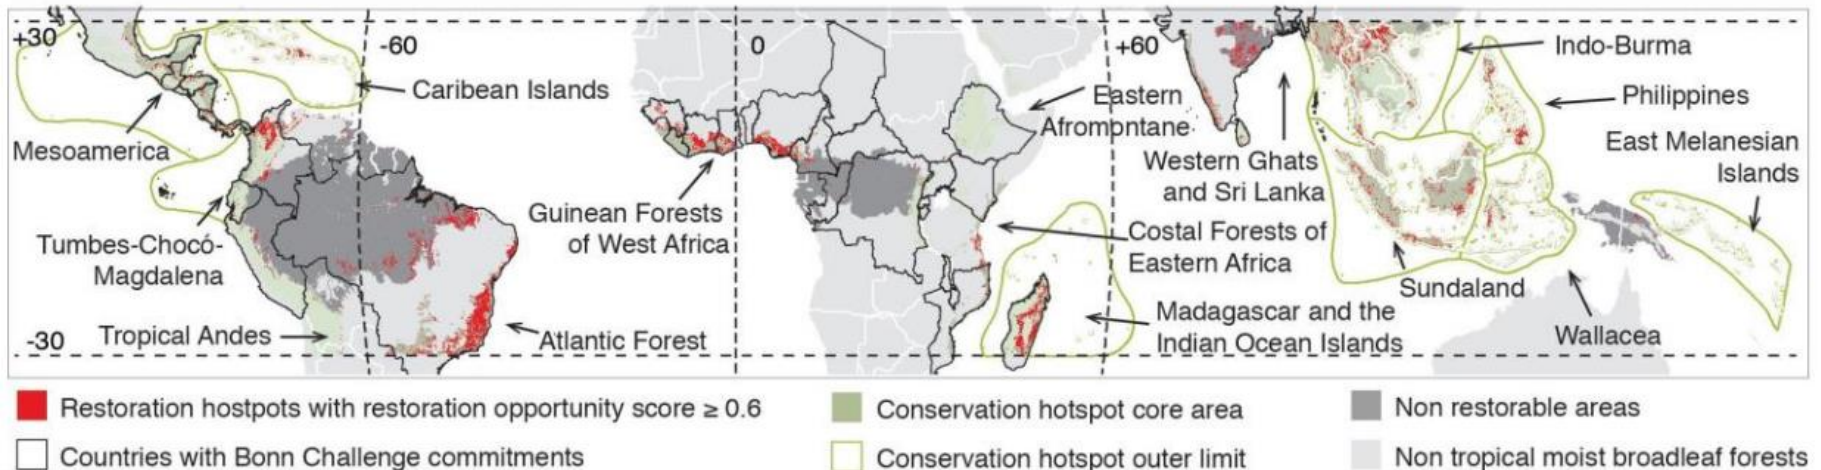 +30
-60
0
+60
Indo-Burma
Caribean Islands
Eastern
Afromontane
Philippines
Mesoamerica
East Melanesian
Islands
Western Ghats
and Sri Lanka
Guinean Forests
of West Africa
Tumbes-Chocó-
Magdalena
Costal Forests of
Eastern Africa
Sundaland
Tropical Andes
Atlantic Forest
Madagascar and the
Indian Ocean Islands
Wallacea
-30
Restoration hostpots with restoration opportunity score ≥ 0.6
Conservation hotspot core area
Non restorable areas
Countries with Bonn Challenge commitments
Conservation hotspot outer limit
Non tropical moist broadleaf forests